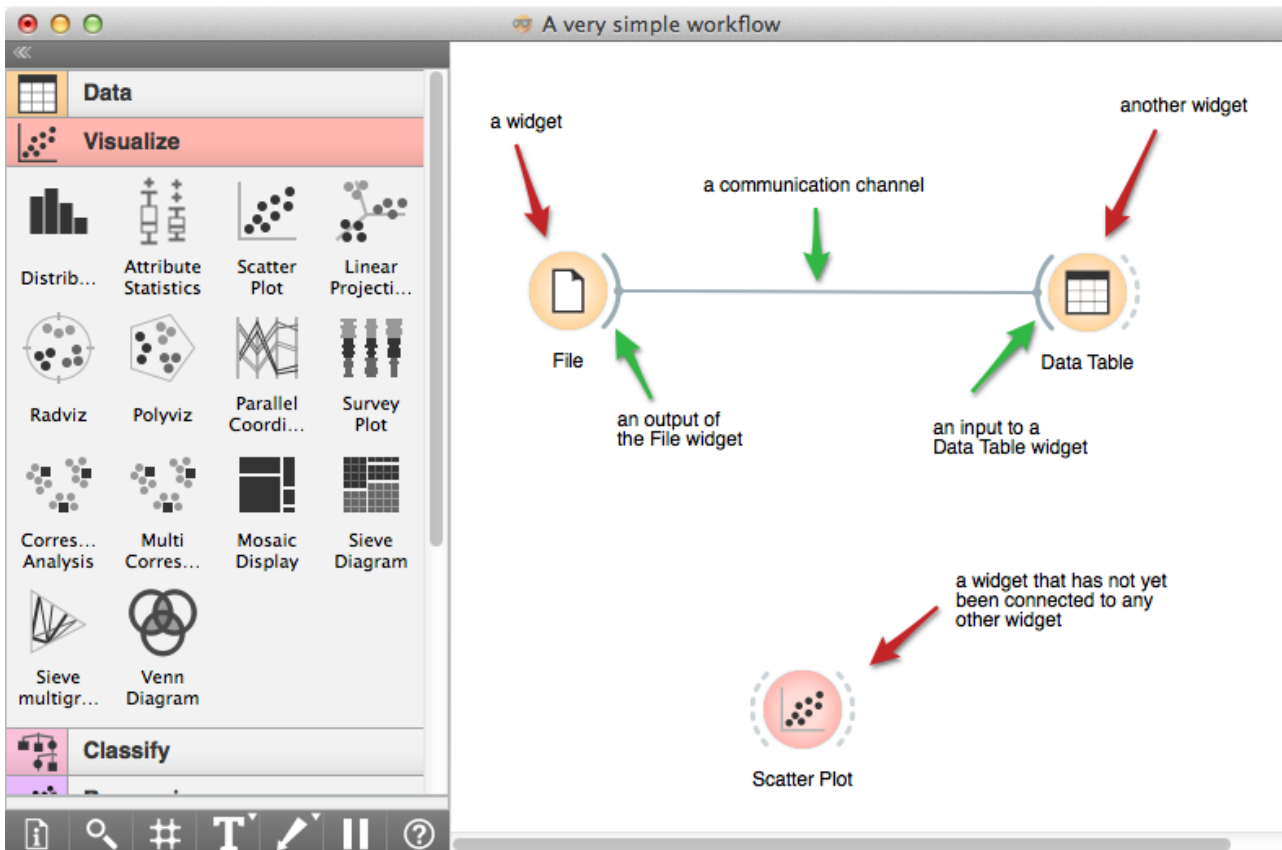 A very simple workflow
Data
Visualize
Distrib...
Attribute
Statistics
Scatter
Plot
Linear
Projecti...
Radviz
Polyviz
Parallel
Coordi...
Survey
Plot
Corres...
Analysis
Multi
Corres...
Mosaic
Display
Sieve
Diagram
Sieve
multigr...
Venn
Diagram
Classify
T
a widget
another widget
a communication channel
File
Data Table
an output of
the File widget
an input to a
Data Table widget
a widget that has not yet
been connected to any
other widget
Scatter Plot